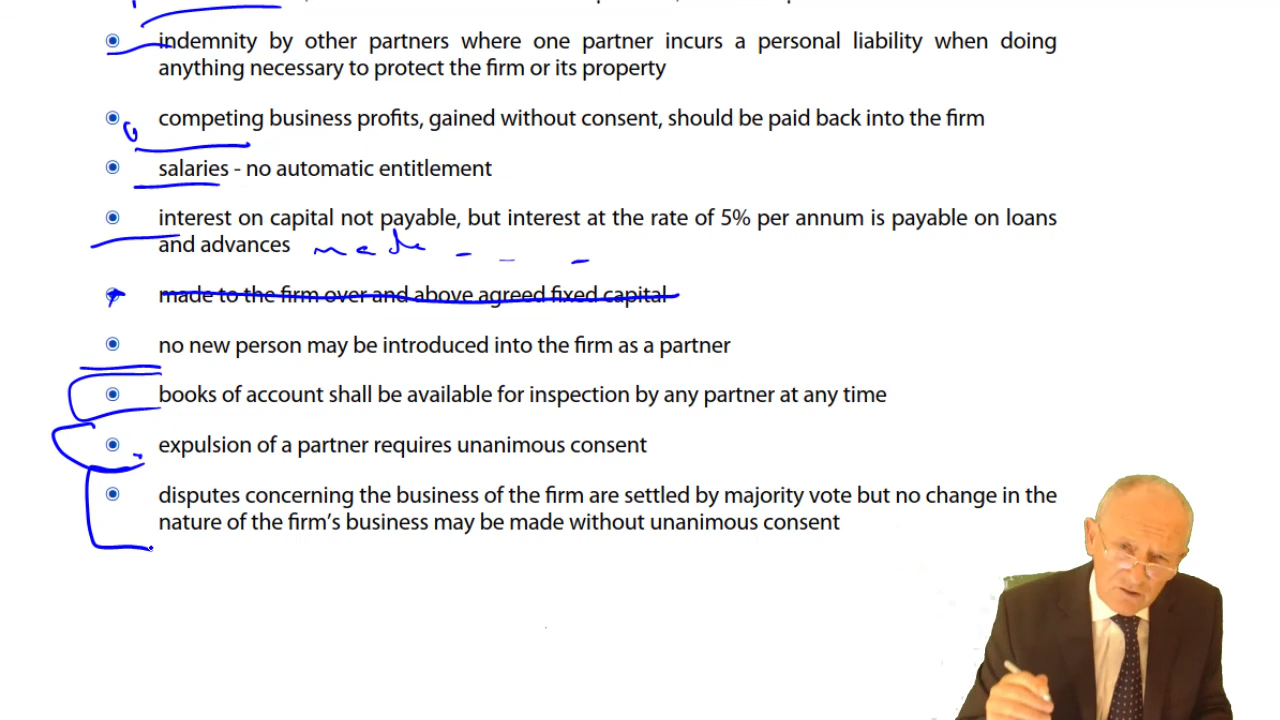 indemnity by other partners where one partner incurs a personal liability when doing
anything necessary to protect the firm or its property
competing business profits, gained without consent, should be paid back into the firm
salaries - no automatic entitlement
interest on capital not payable, but interest at the rate of 5% per annum is payable on loans
and advances made - - -
made to the firm over and above agreed fixed capital
no new person may be introduced into the firm as a partner
books of account shall be available for inspection by any partner at any time
expulsion of a partner requires unanimous consent
disputes concerning the business of the firm are settled by majority vote but no change in the
nature of the firm's business may be made without unanimous consent